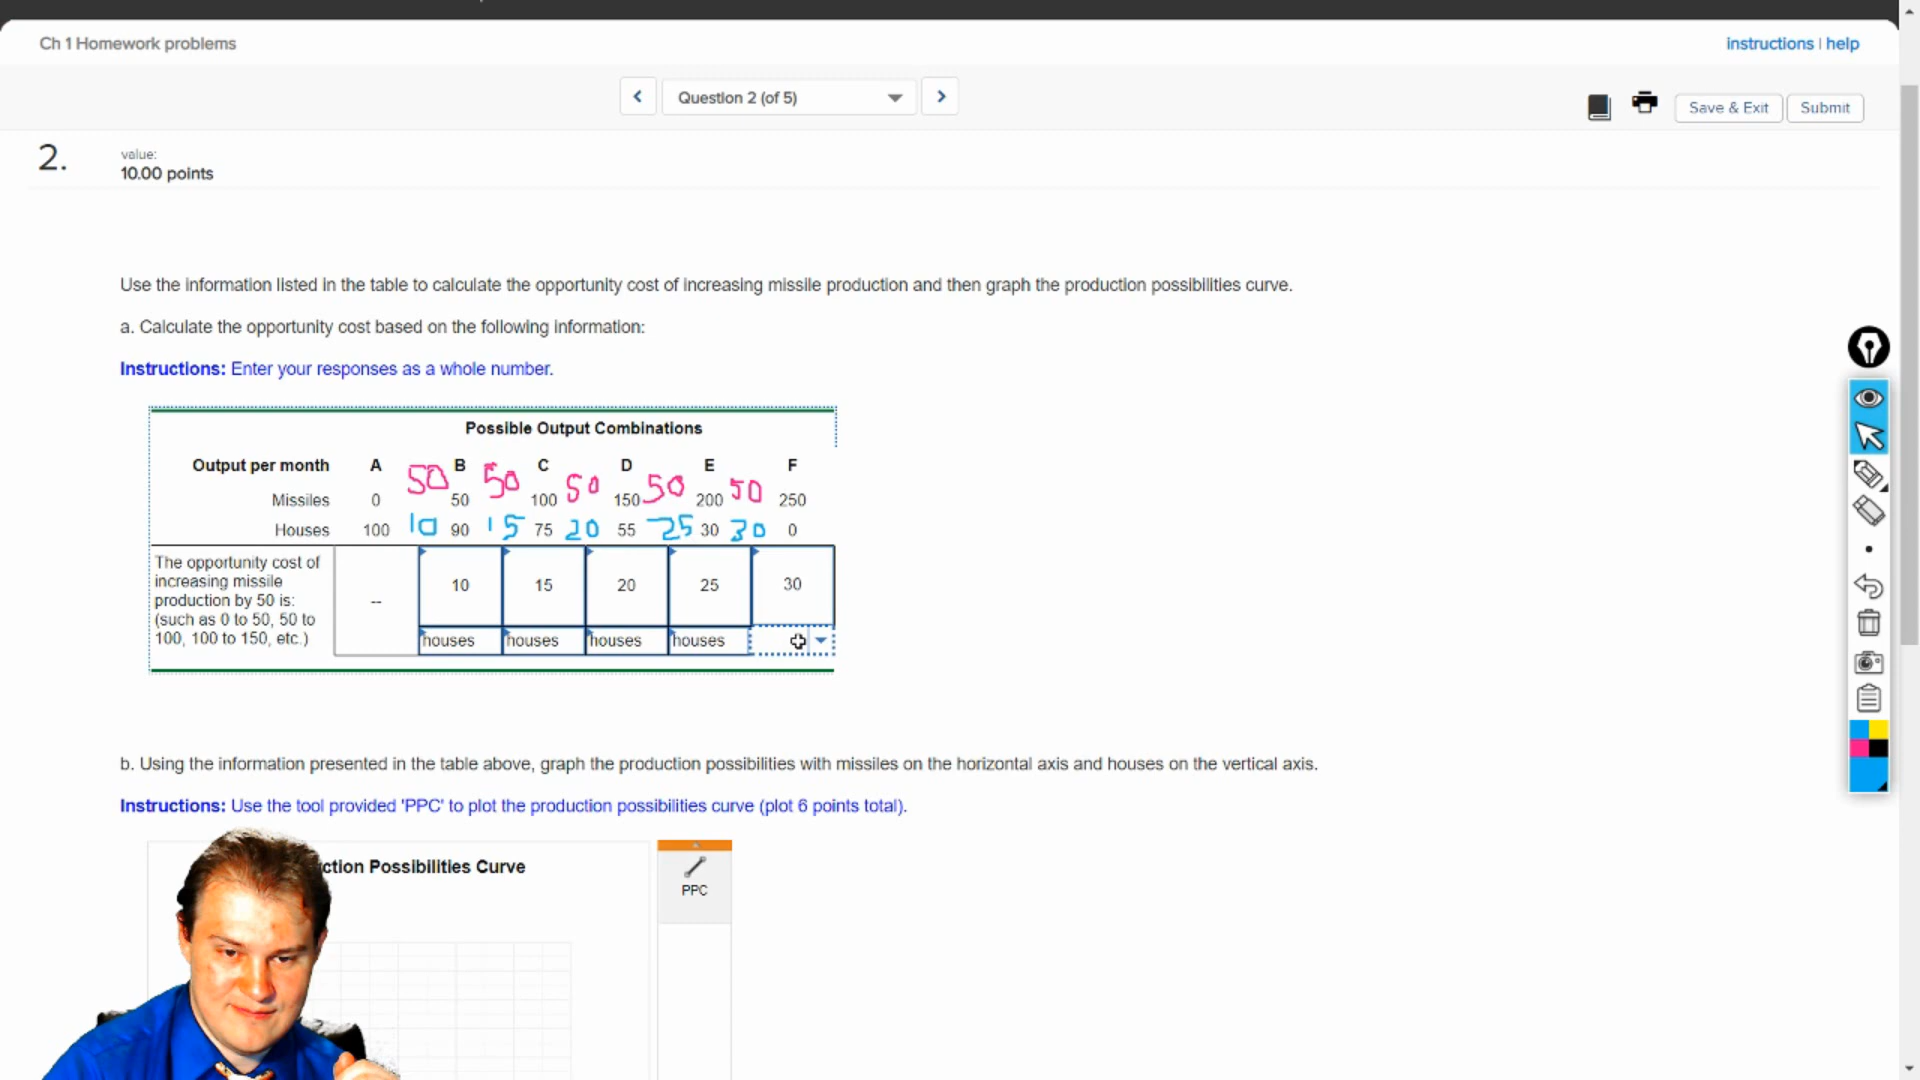 Ch 1 Homework problems
instructions | help
Question 2 (of 5)
Save & Exit
Submit
2.
value:
10.00 points
Use the information listed in the table to calculate the opportunity cost of increasing missile production and then graph the production possibilities curve.
a. Calculate the opportunity cost based on the following information:
Instructions: Enter your responses as a whole number.
Possible Output Combinations
Output per month A B C D E F
50 50 50 50 50
Missiles 0 50 100 150 200 250
Houses 100 10 90 15 75 20 55 25 30 30 0
The opportunity cost of
increasing missile
production by 50 is:
(such as 0 to 50, 50 to
100, 100 to 150, etc.)
-- 10 15 20 25 30
houses houses houses houses
b. Using the information presented in the table above, graph the production possibilities with missiles on the horizontal axis and houses on the vertical axis.
Instructions: Use the tool provided 'PPC' to plot the production possibilities curve (plot 6 points total).
ction Possibilities Curve
PPC